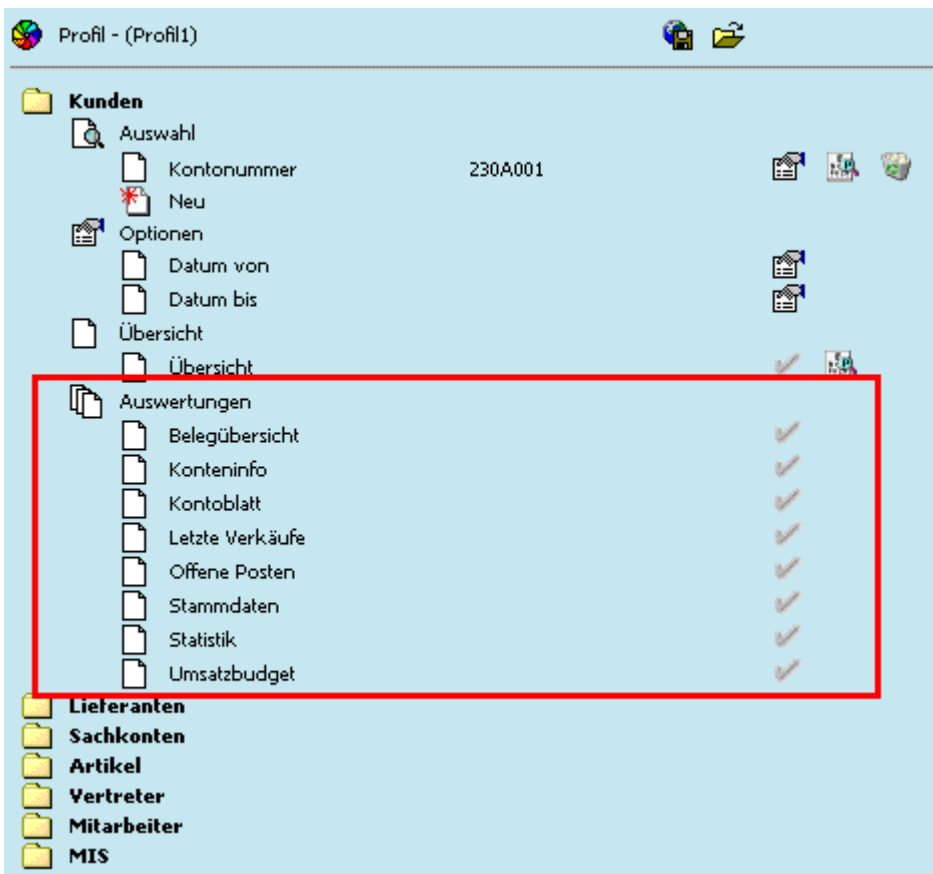 Profil - (Profil1)
Kunden
Auswahl
Kontonummer 230A001
Neu
Optionen
Datum von
Datum bis
Übersicht
Übersicht
Auswertungen
Belegübersicht
Konteninfo
Kontoblatt
Letzte Verkäufe
Offene Posten
Stammdaten
Statistik
Umsatzbudget
Lieferanten
Sachkonten
Artikel
Vertreter
Mitarbeiter
MIS